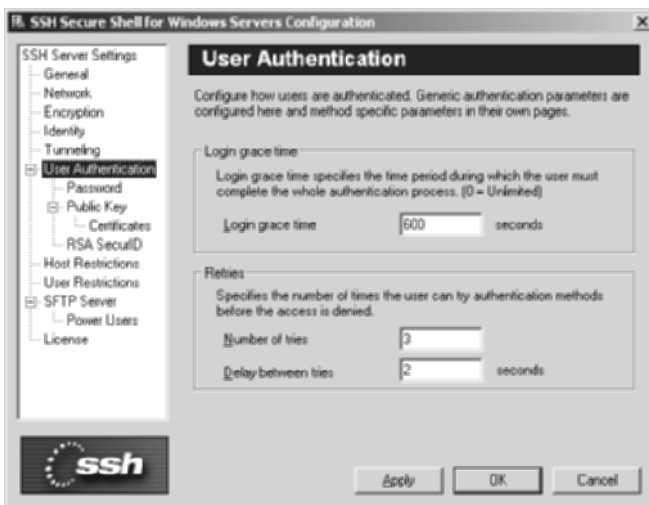 SSH Secure Shell for Windows Servers Configuration
SSH Server Settings
General
Network
Encryption
Identity
Tunneling
User Authentication
Password
Public Key
Certificates
RSA SecurID
Host Restrictions
User Restrictions
SFTP Server
Power Users
License
ssh
User Authentication
Configure how users are authenticated. Generic authentication parameters are
configured here and method specific parameters in their own pages.
Login grace time
Login grace time specifies the time period during which the user must
complete the whole authentication process. (0 = Unlimited)
Login grace time 600 seconds
Retries
Specifies the number of times the user can try authentication methods
before the access is denied.
Number of tries 3
Delay between tries 2 seconds
Apply OK Cancel